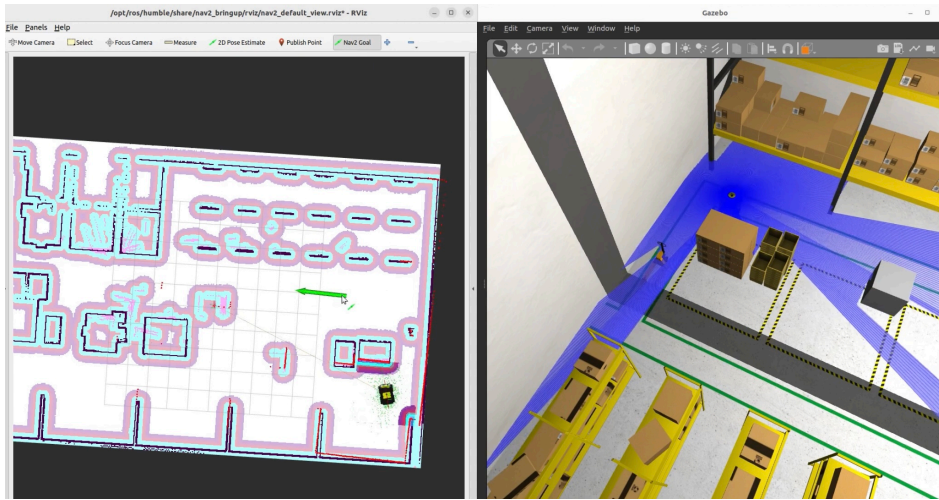 /opt/ros/humble/share/nav2_bringup/rviz/nav2_default_view.rviz* - RViz
File Panels Help
Move Camera Select Focus Camera Measure 2D Pose Estimate Publish Point Nav2 Goal
Gazebo
File Edit Camera View Window Help